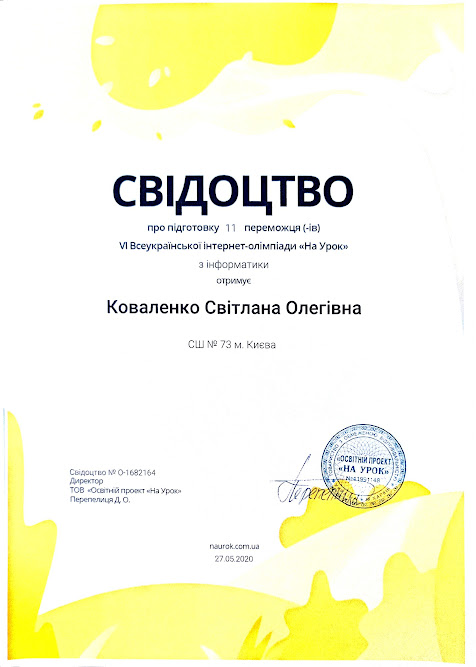 СВІДОЦТВО
про підготовку 11 переможця (-ів)
VI Всеукраїнської інтернет-олімпіади «На Урок»
з інформатики
отримує
Коваленко Світлана Олегівна
СШ № 73 м. Києва
Свідоцтво № О-1682164
Директор
ТОВ «Освітній проект «На Урок»
Перепелиця Д. О.
«ОСВІТНІЙ ПРОЕКТ
«НА УРОК»
naurok.com.ua
27.05.2020